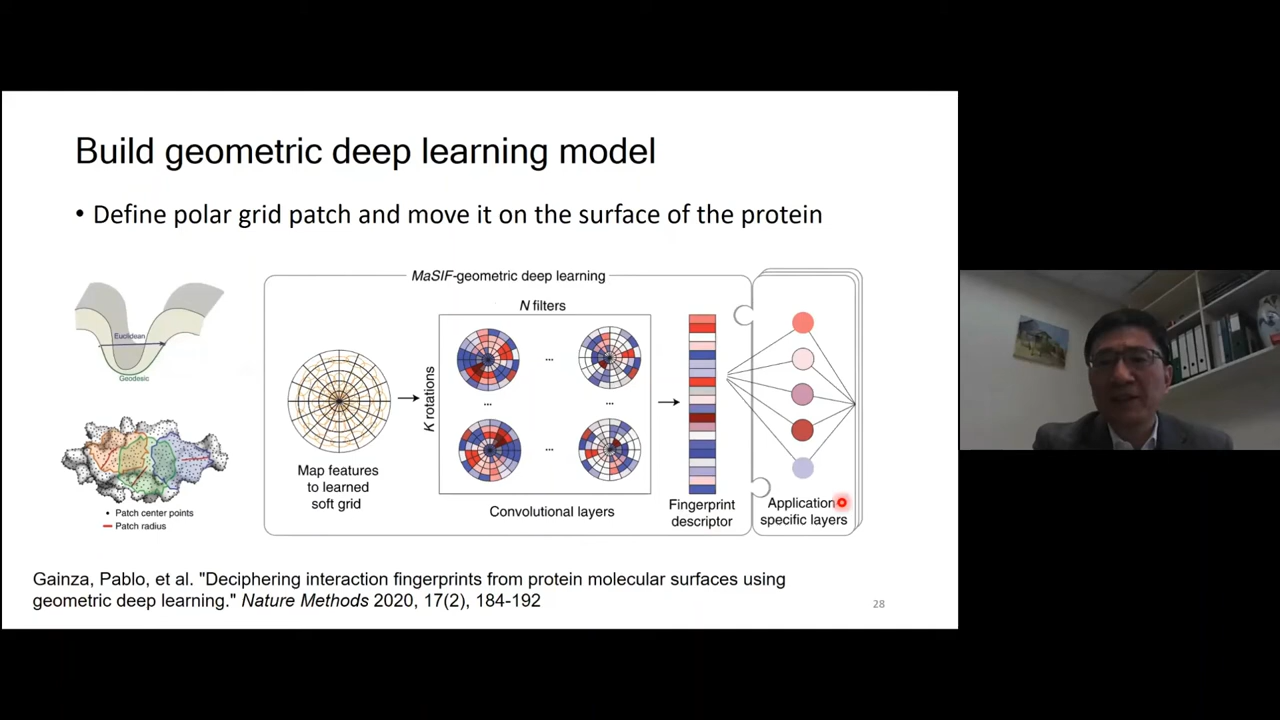 Build geometric deep learning model
• Define polar grid patch and move it on the surface of the protein
MaSIF-geometric deep learning
N filters
Euclidean
Geodesic
K rotations
...
...
...
...
Map features
to learned
soft grid
Convolutional layers
Fingerprint
descriptor
Application
specific layers
Patch center points
Patch radius
Gainza, Pablo, et al. "Deciphering interaction fingerprints from protein molecular surfaces using
geometric deep learning." Nature Methods 2020, 17(2), 184-192
28